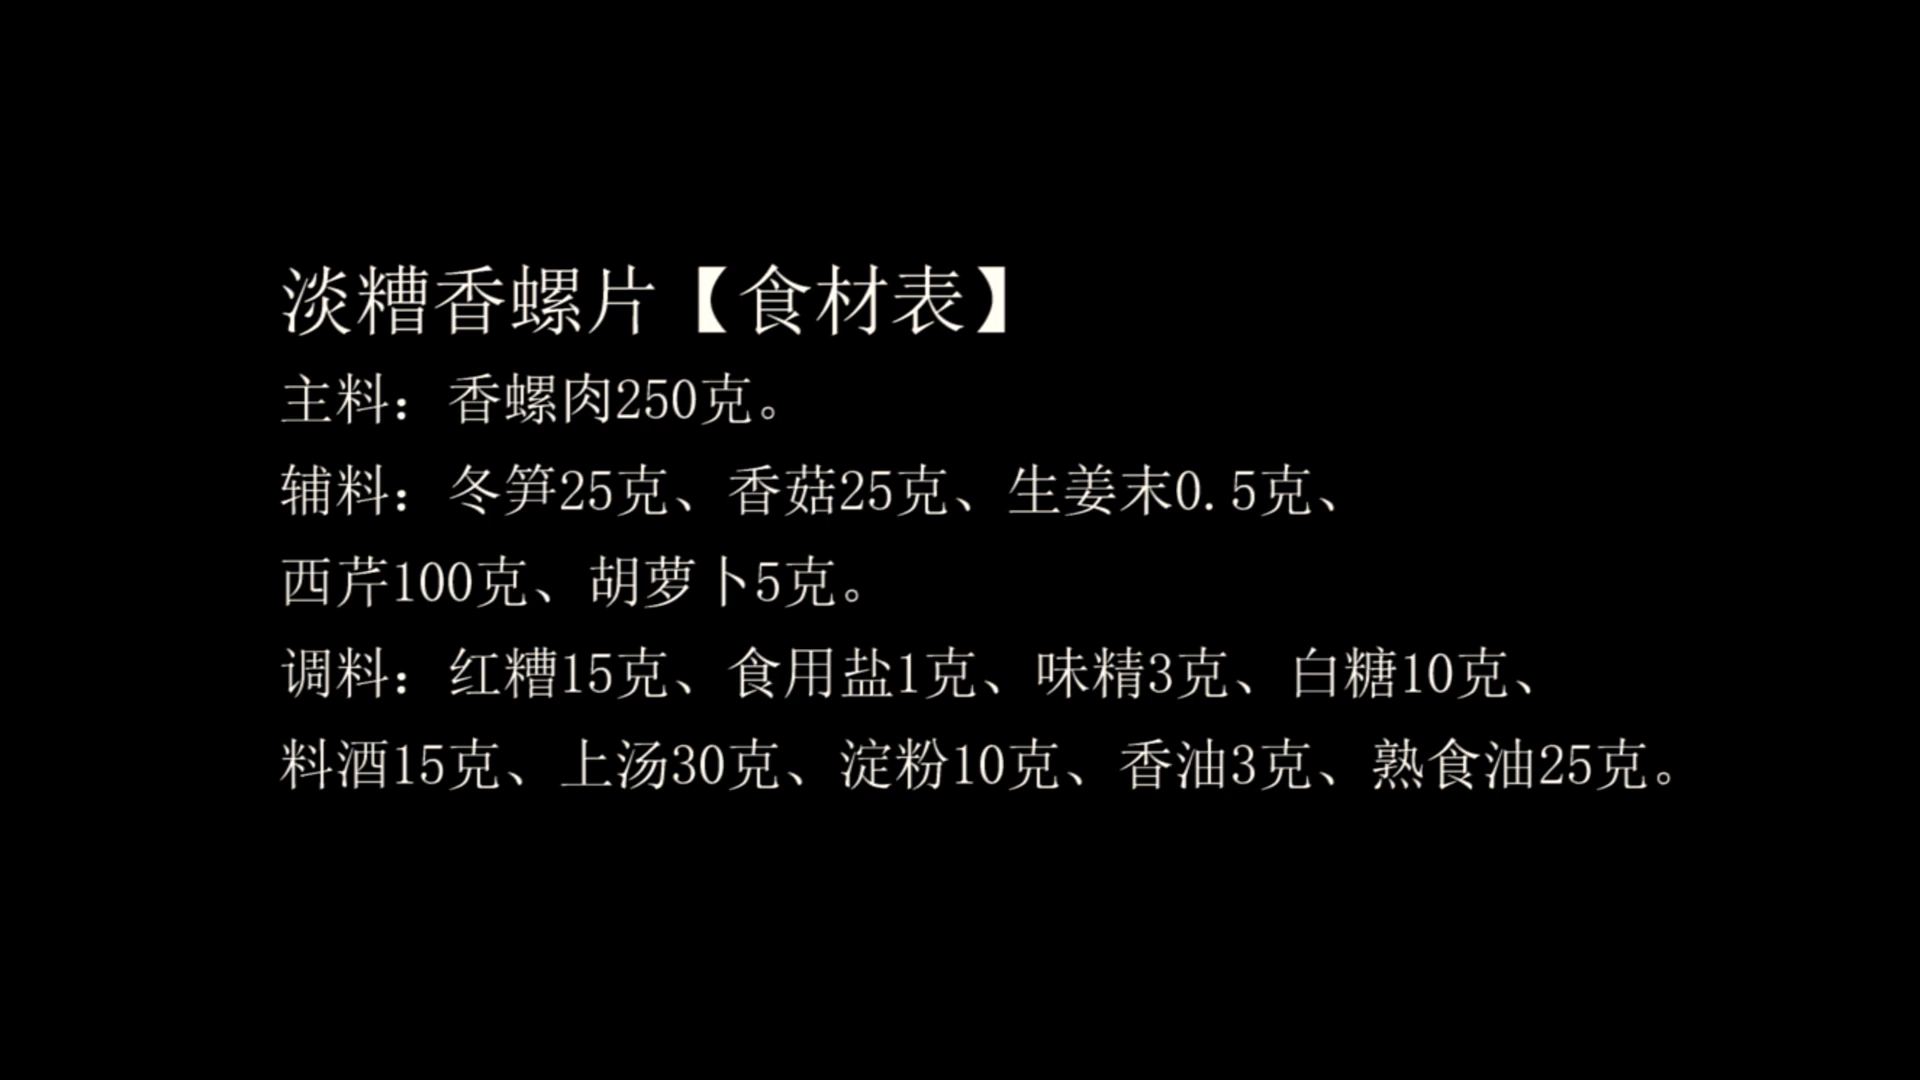 淡糟香螺片【食材表】
主料：香螺肉250克。
辅料：冬笋25克、香菇25克、生姜末0.5克、
西芹100克、胡萝卜5克。
调料：红糟15克、食用盐1克、味精3克、白糖10克、
料酒15克、上汤30克、淀粉10克、香油3克、熟食油25克。